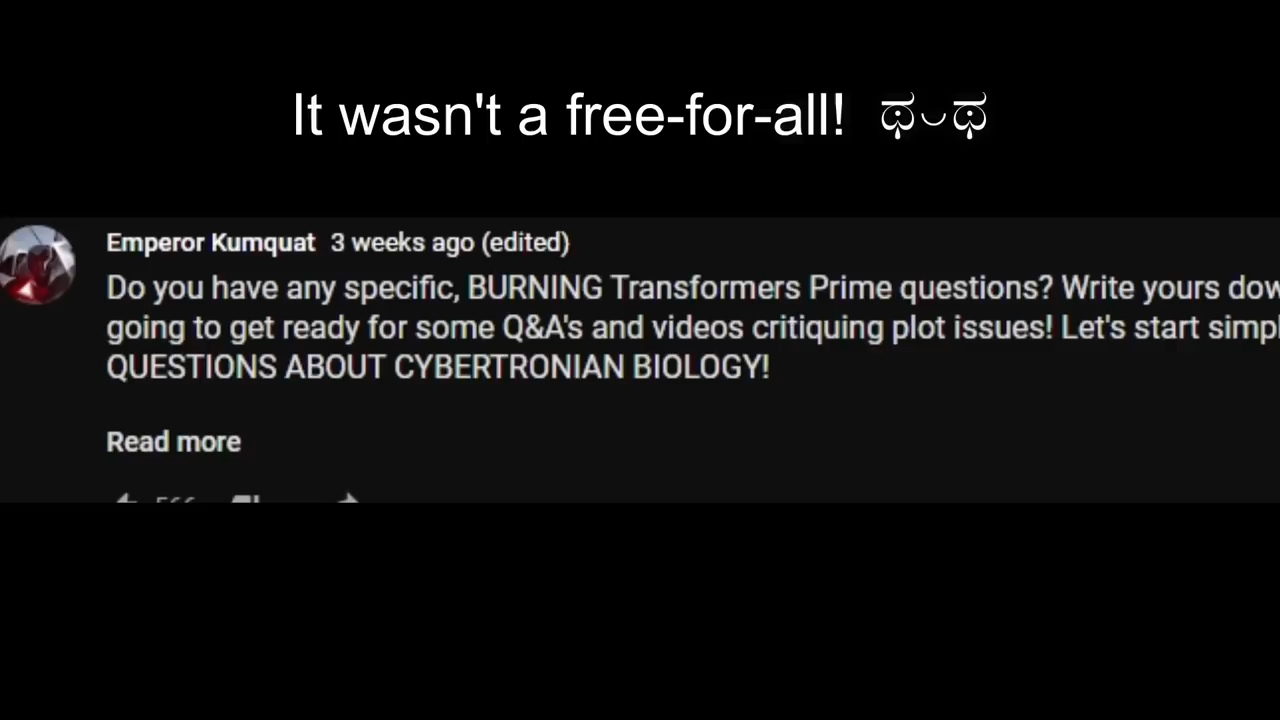 It wasn't a free-for-all! ಥ‿ಥ
Emperor Kumquat 3 weeks ago (edited)
Do you have any specific, BURNING Transformers Prime questions? Write yours
going to get ready for some Q&A's and videos critiquing plot issues! Let's start
QUESTIONS ABOUT CYBERTRONIAN BIOLOGY!
Read more